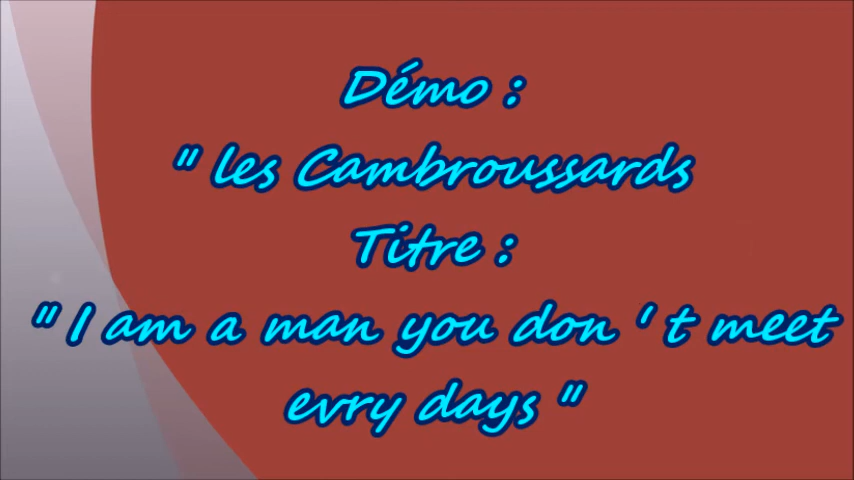 Démo :
" les Cambroussards
Titre :
" I am a man you don ' t meet
evry days "